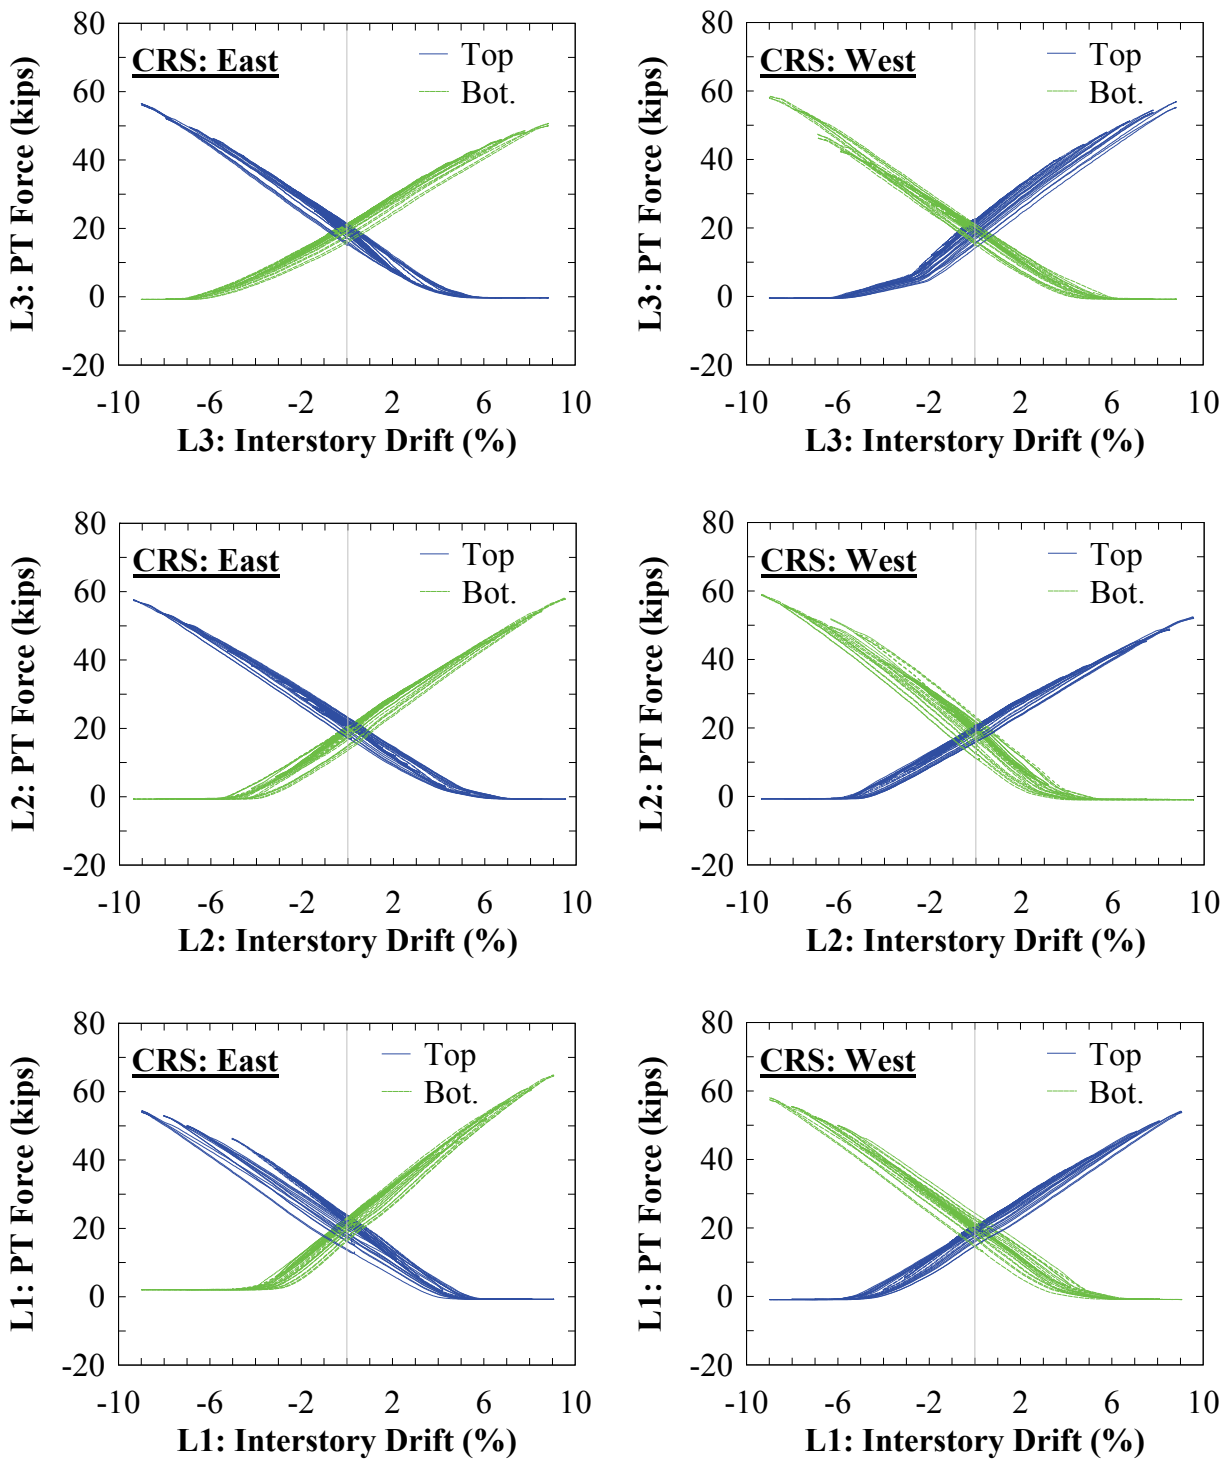 80
60
40
20
0
-20
L3: PT Force (kips)
CRS: East
Top
Bot.
-10 -6 -2 2 6 10
L3: Interstory Drift (%)
80
60
40
20
0
-20
L3: PT Force (kips)
CRS: West
Top
Bot.
-10 -6 -2 2 6 10
L3: Interstory Drift (%)
80
60
40
20
0
-20
L2: PT Force (kips)
CRS: East
Top
Bot.
-10 -6 -2 2 6 10
L2: Interstory Drift (%)
80
60
40
20
0
-20
L2: PT Force (kips)
CRS: West
Top
Bot.
-10 -6 -2 2 6 10
L2: Interstory Drift (%)
80
60
40
20
0
-20
L1: PT Force (kips)
CRS: East
Top
Bot.
-10 -6 -2 2 6 10
L1: Interstory Drift (%)
80
60
40
20
0
-20
L1: PT Force (kips)
CRS: West
Top
Bot.
-10 -6 -2 2 6 10
L1: Interstory Drift (%)